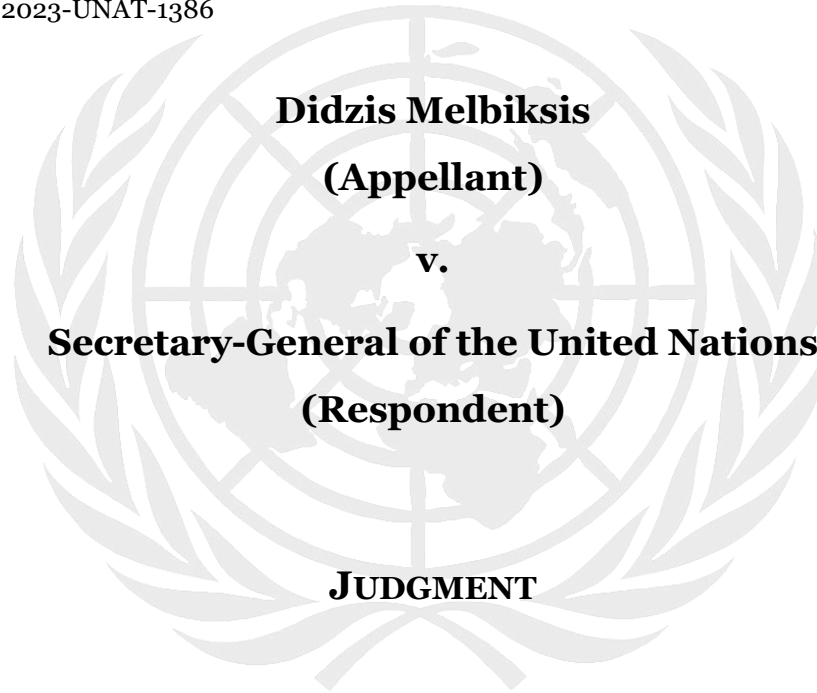 2023-UNAT-1386
Didzis Melbiksis
(Appellant)
v.
Secretary-General of the United Nations
(Respondent)
JUDGMENT